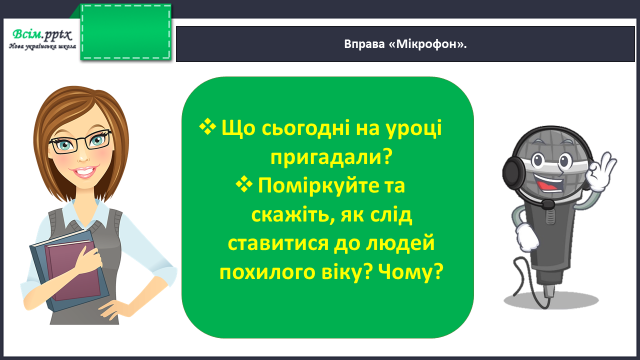 Всім.pptx
Нова українська школа
Вправа «Мікрофон».
❖ Що сьогодні на уроці
пригадали?
❖ Поміркуйте та
скажіть, як слід
ставитися до людей
похилого віку? Чому?